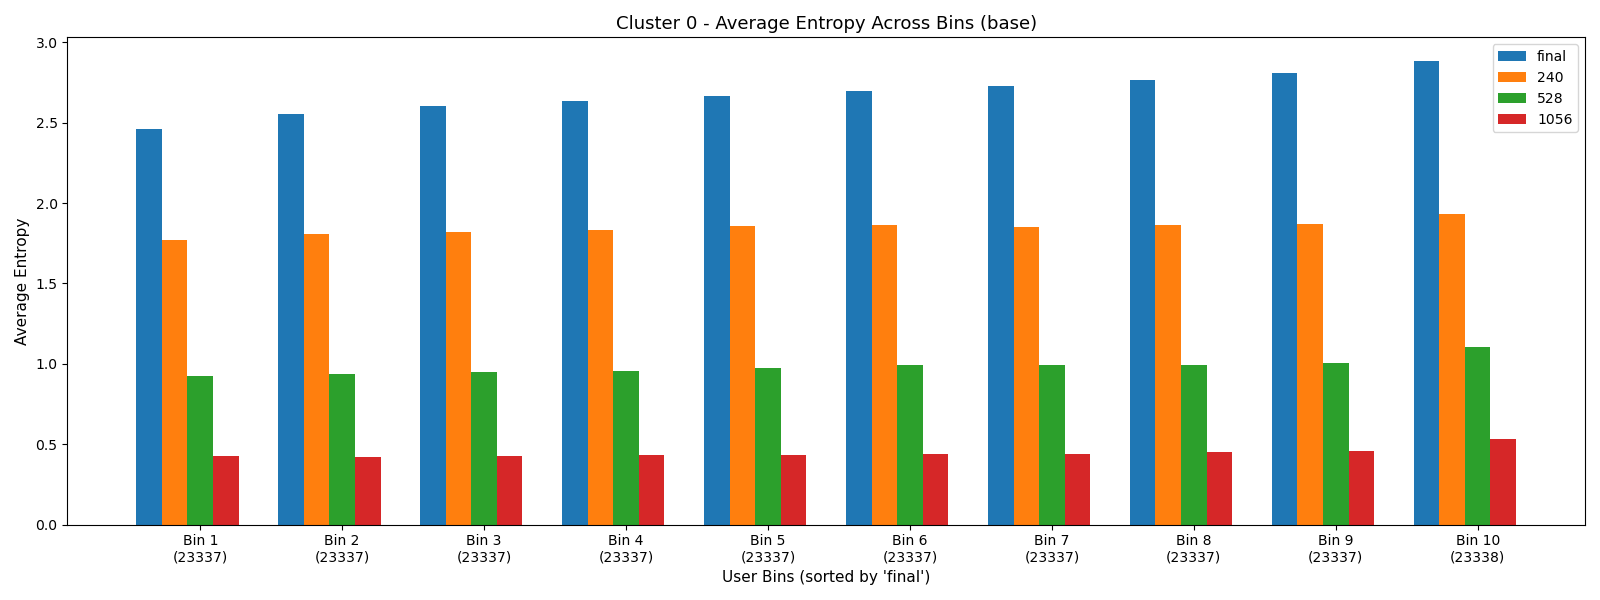 Cluster 0 - Average Entropy Across Bins (base)
final
240
528
1056
Average Entropy
3.0
2.5
2.0
1.5
1.0
0.5
0.0
Bin 1
(23337)
Bin 2
(23337)
Bin 3
(23337)
Bin 4
(23337)
Bin 5
(23337)
Bin 6
(23337)
Bin 7
(23337)
Bin 8
(23337)
Bin 9
(23337)
Bin 10
(23338)
User Bins (sorted by 'final')